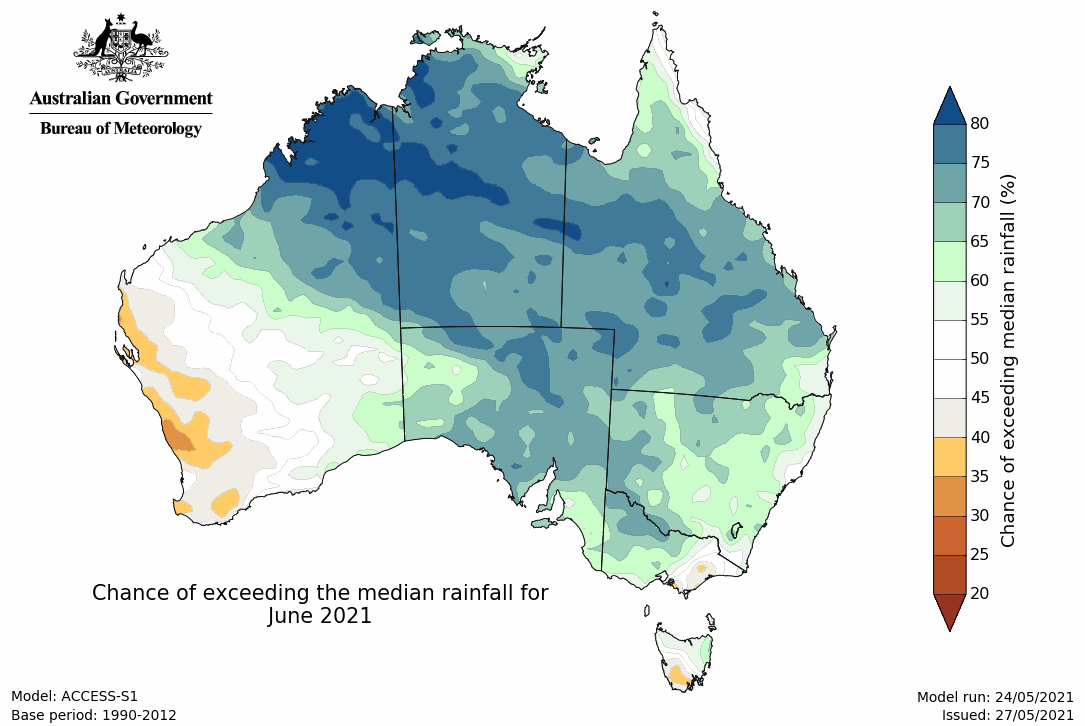 Australian Government
Bureau of Meteorology
80
75
70
65
60
55
50
45
40
35
30
25
20
Chance of exceeding median rainfall (%)
Chance of exceeding the median rainfall for
June 2021
Model: ACCESS-S1
Base period: 1990-2012
Model run: 24/05/2021
Issued: 27/05/2021